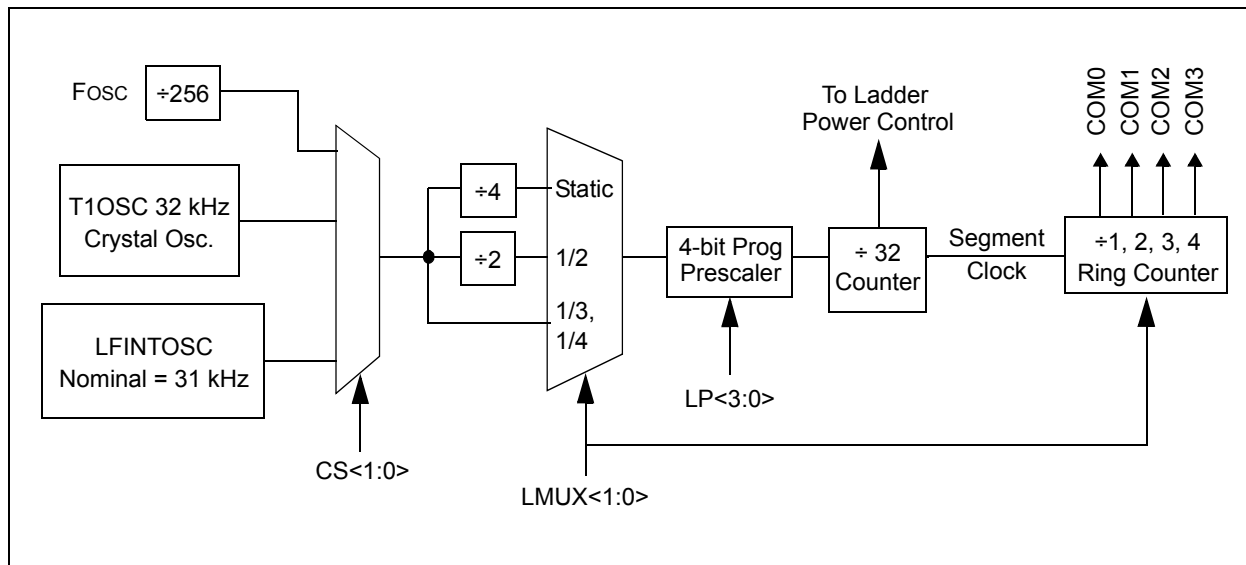 FOSC
÷256
T1OSC 32 kHz
Crystal Osc.
LFINTOSC
Nominal = 31 kHz
CS<1:0>
÷4
÷2
Static
1/2
1/3,
1/4
LMUX<1:0>
4-bit Prog
Prescaler
LP<3:0>
To Ladder
Power Control
÷ 32
Counter
Segment
Clock
COM0
COM1
COM2
COM3
÷1, 2, 3, 4
Ring Counter